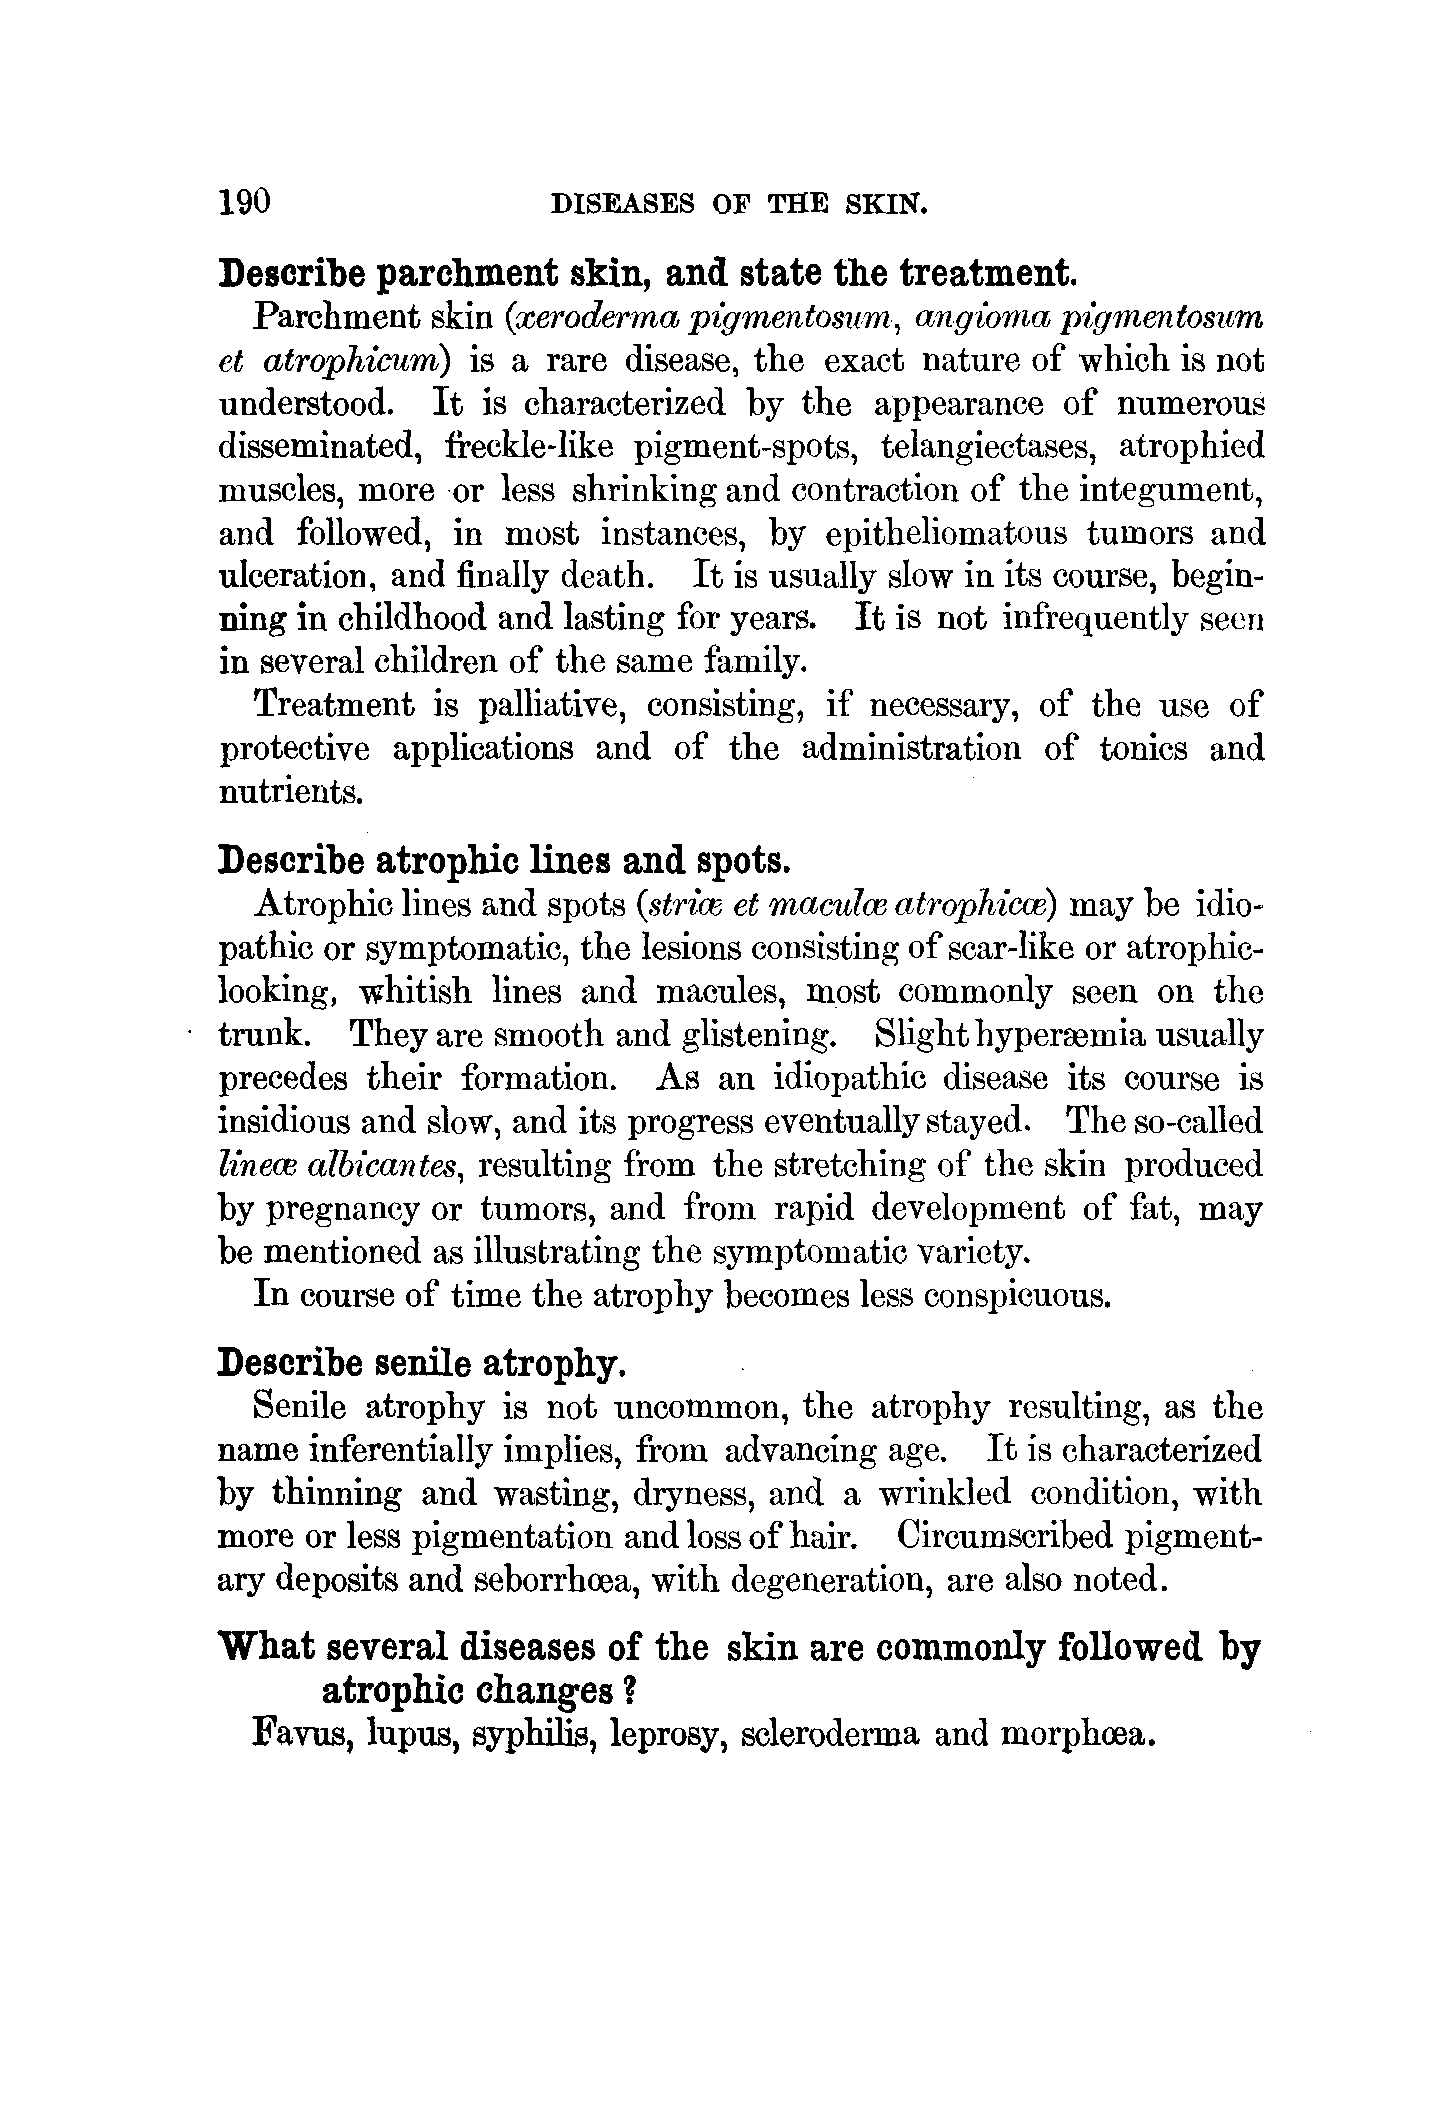 190 DISEASES OF THE SKIN.
Describe parchment skin, and state the treatment.
Parchment skin (xeroderma pigmentosum, angioma pigmentosum
et atrophicum) is a rare disease, the exact nature of which is not
understood. It is characterized by the appearance of numerous
disseminated, freckle-like pigment-spots, telangiectases, atrophied
muscles, more or less shrinking and contraction of the integument,
and followed, in most instances, by epitheliomatous tumors and
ulceration, and finally death. It is usually slow in its course, begin-
ning in childhood and lasting for years. It is not infrequently seen
in several children of the same family.
Treatment is palliative, consisting, if necessary, of the use of
protective applications and of the administration of tonics and
nutrients.
Describe atrophic lines and spots.
Atrophic lines and spots (striæ et maculæ atrophicæ) may be idio-
pathic or symptomatic, the lesions consisting of scar-like or atrophic-
looking, whitish lines and macules, most commonly seen on the
trunk. They are smooth and glistening. Slight hyperæmia usually
precedes their formation. As an idiopathic disease its course is
insidious and slow, and its progress eventually stayed. The so-called
lineæ albicantes, resulting from the stretching of the skin produced
by pregnancy or tumors, and from rapid development of fat, may
be mentioned as illustrating the symptomatic variety.
In course of time the atrophy becomes less conspicuous.
Describe senile atrophy.
Senile atrophy is not uncommon, the atrophy resulting, as the
name inferentially implies, from advancing age. It is characterized
by thinning and wasting, dryness, and a wrinkled condition, with
more or less pigmentation and loss of hair. Circumscribed pigment-
ary deposits and seborrhœa, with degeneration, are also noted.
What several diseases of the skin are commonly followed by
atrophic changes?
Favus, lupus, syphilis, leprosy, scleroderma and morphœa.